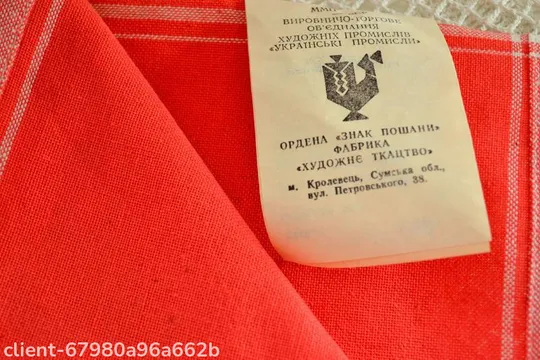 ВИРОБНИЧО-ТОРГОВЕ
ОБ'ЄДНАННЯ
ХУДОЖНІХ ПРОМИСЛІВ
«УКРАЇНСЬКІ ПРОМИСЛИ»
ОРДЕНА «ЗНАК ПОШАНИ»
ФАБРИКА
«ХУДОЖНЄ ТКАЦТВО»
м. Кролевець, Сумська обл.,
вул. Петровського, 38.
client-67980a96a662b